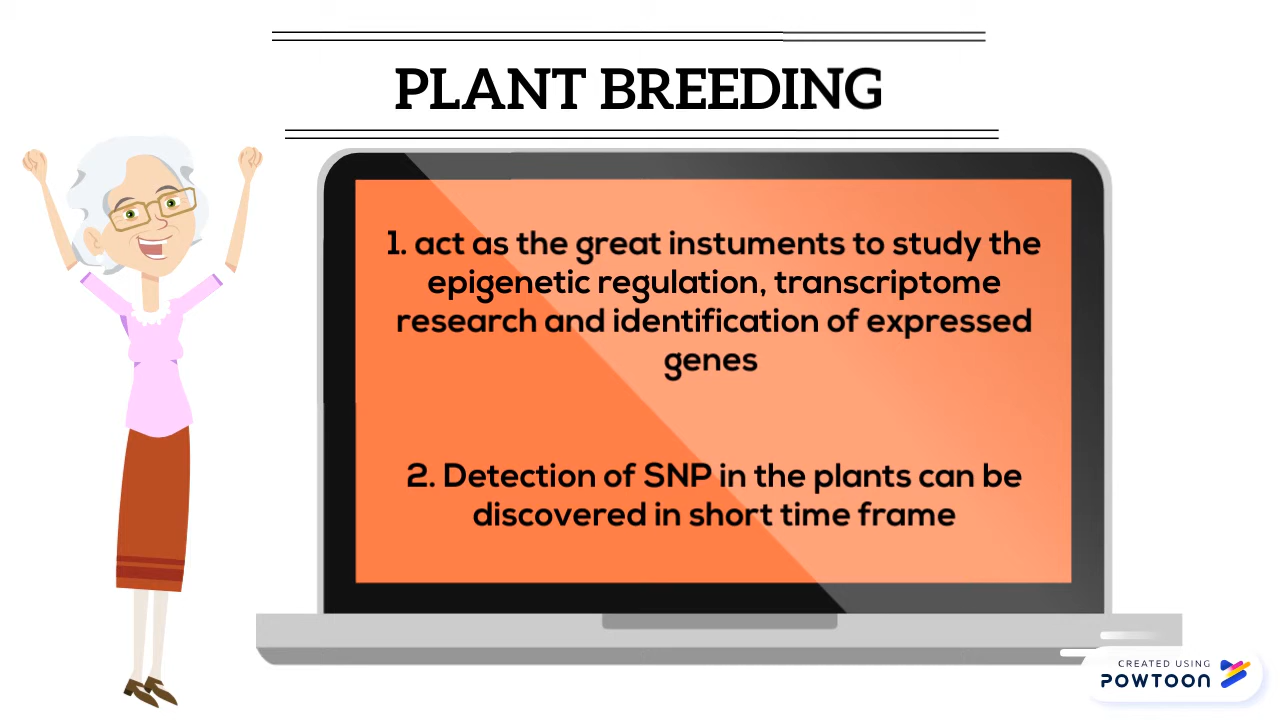 PLANT BREEDING
1. act as the great instuments to study the
epigenetic regulation, transcriptome
research and identification of expressed
genes
2. Detection of SNP in the plants can be
discovered in short time frame
CREATED USING
POWTOON